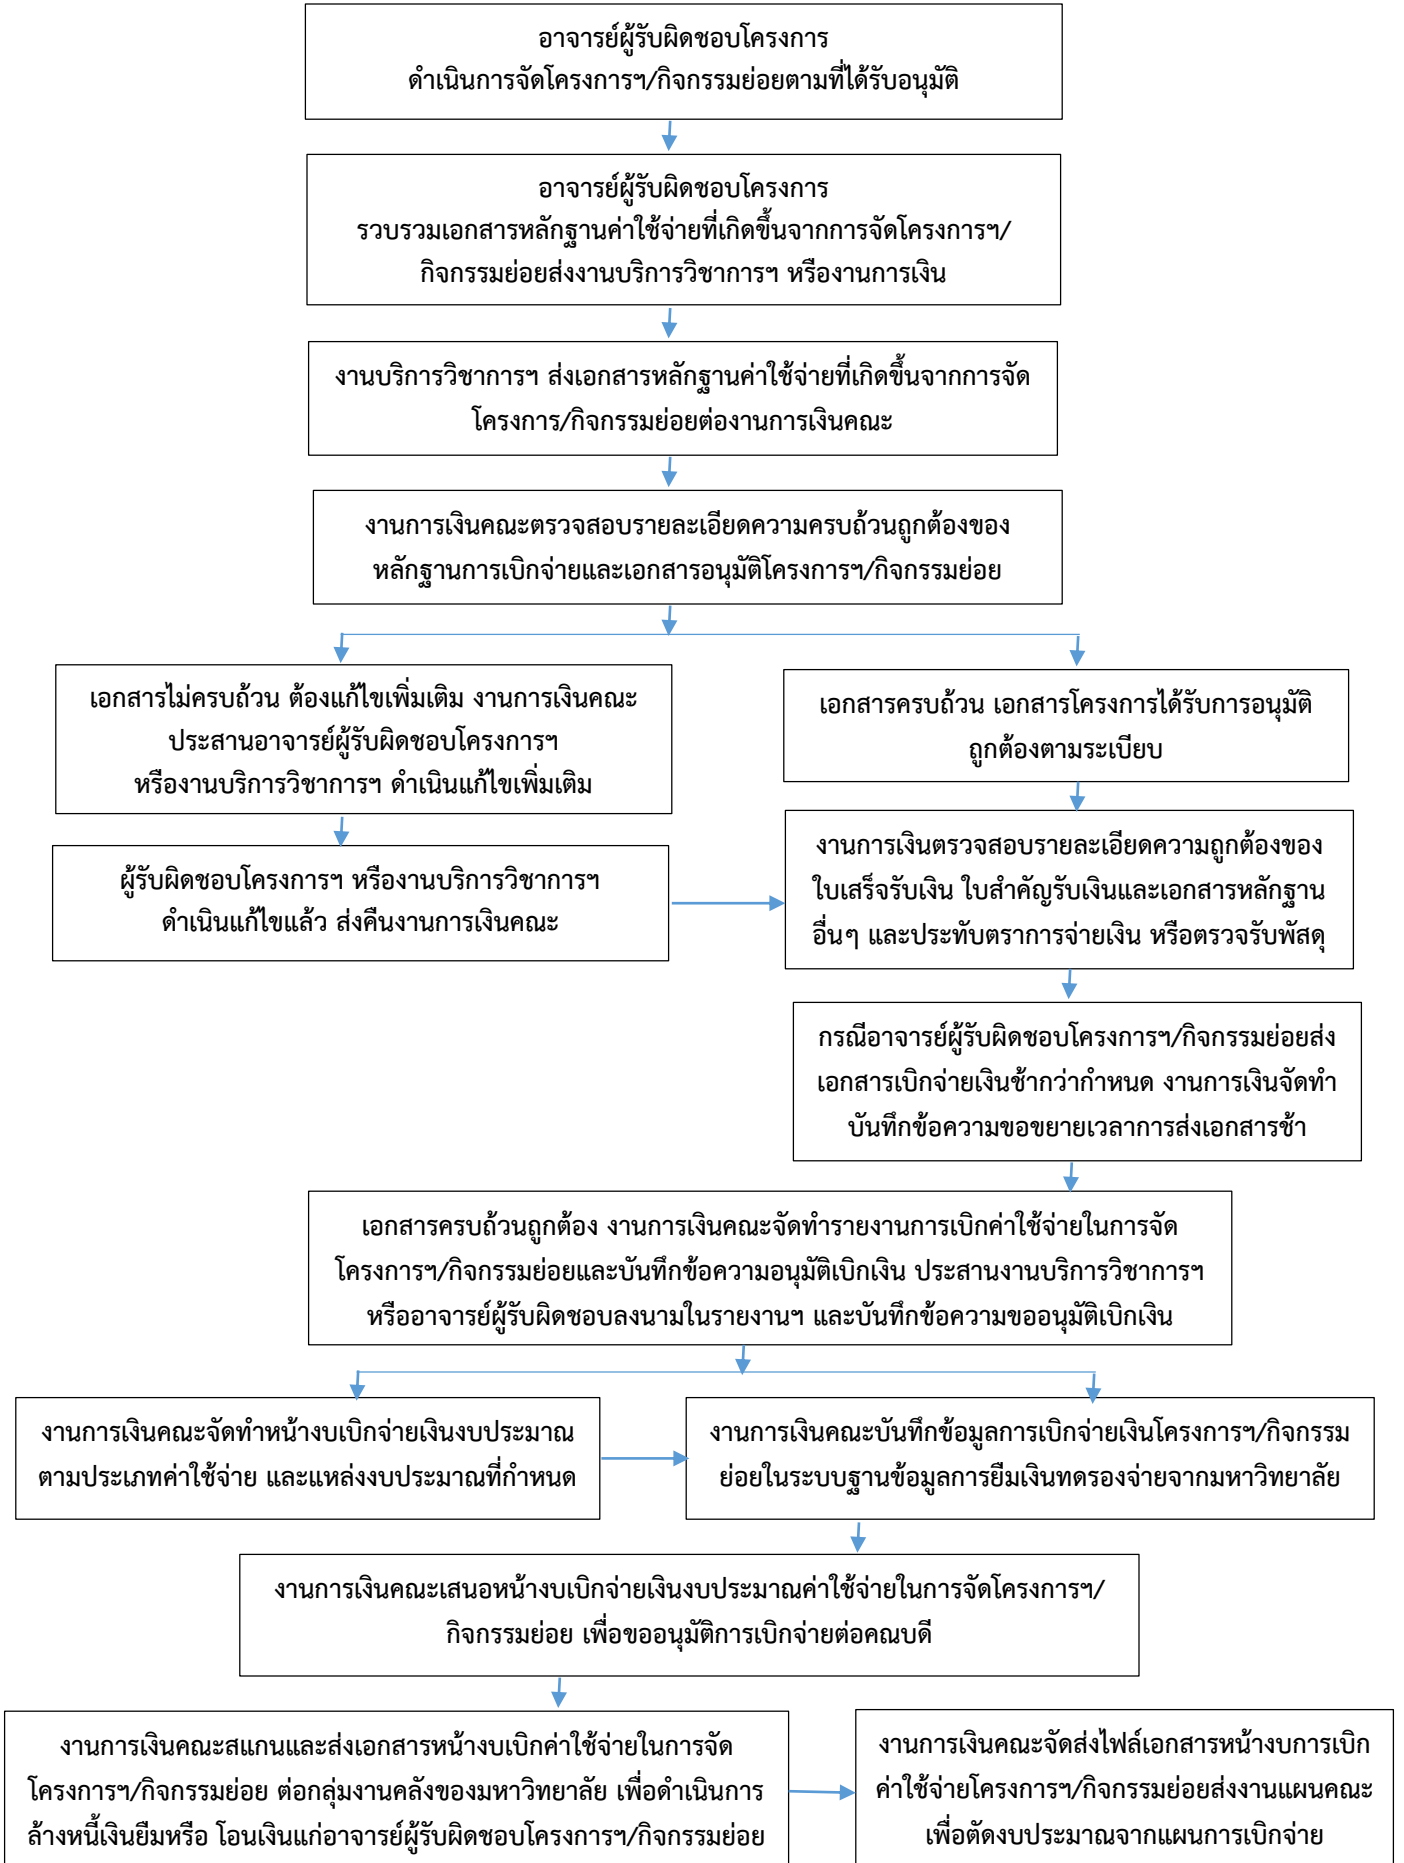 อาจารย์ผู้รับผิดชอบโครงการ
ดำเนินการจัดโครงการฯ/กิจกรรมย่อยตามที่ได้รับอนุมัติ
อาจารย์ผู้รับผิดชอบโครงการ
รวบรวมเอกสารหลักฐานค่าใช้จ่ายที่เกิดขึ้นจากการจัดโครงการฯ/
กิจกรรมย่อยส่งงานบริการวิชาการฯ หรืองานการเงิน
งานบริการวิชาการฯ ส่งเอกสารหลักฐานค่าใช้จ่ายที่เกิดขึ้นจากการจัด
โครงการ/กิจกรรมย่อยต่องานการเงินคณะ
งานการเงินคณะตรวจสอบรายละเอียดความครบถ้วนถูกต้องของ
หลักฐานการเบิกจ่ายและเอกสารอนุมัติโครงการฯ/กิจกรรมย่อย
เอกสารไม่ครบถ้วน ต้องแก้ไขเพิ่มเติม งานการเงินคณะ
ประสานอาจารย์ผู้รับผิดชอบโครงการฯ
หรืองานบริการวิชาการฯ ดำเนินแก้ไขเพิ่มเติม
เอกสารครบถ้วน เอกสารโครงการได้รับการอนุมัติ
ถูกต้องตามระเบียบ
ผู้รับผิดชอบโครงการฯ หรืองานบริการวิชาการฯ
ดำเนินแก้ไขแล้ว ส่งคืนงานการเงินคณะ
งานการเงินตรวจสอบรายละเอียดความถูกต้องของ
ใบเสร็จรับเงิน ใบสำคัญรับเงินและเอกสารหลักฐาน
อื่นๆ และประทับตราการจ่ายเงิน หรือตรวจรับพัสดุ
กรณีอาจารย์ผู้รับผิดชอบโครงการฯ/กิจกรรมย่อยส่ง
เอกสารเบิกจ่ายเงินช้ากว่ากำหนด งานการเงินจัดทำ
บันทึกข้อความขอขยายเวลาการส่งเอกสารช้า
เอกสารครบถ้วนถูกต้อง งานการเงินคณะจัดทำรายงานการเบิกค่าใช้จ่ายในการจัด
โครงการฯ/กิจกรรมย่อยและบันทึกข้อความอนุมัติเบิกเงิน ประสานงานบริการวิชาการฯ
หรืออาจารย์ผู้รับผิดชอบลงนามในรายงานฯ และบันทึกข้อความขออนุมัติเบิกเงิน
งานการเงินคณะจัดทำหน้างบเบิกจ่ายเงินงบประมาณ
ตามประเภทค่าใช้จ่าย และแหล่งงบประมาณที่กำหนด
งานการเงินคณะบันทึกข้อมูลการเบิกจ่ายเงินโครงการฯ/กิจกรรม
ย่อยในระบบฐานข้อมูลการยืมเงินทดรองจ่ายจากมหาวิทยาลัย
งานการเงินคณะเสนอหน้างบเบิกจ่ายเงินงบประมาณค่าใช้จ่ายในการจัดโครงการฯ/
กิจกรรมย่อย เพื่อขออนุมัติการเบิกจ่ายต่อคณบดี
งานการเงินคณะสแกนและส่งเอกสารหน้างบเบิกค่าใช้จ่ายในการจัด
โครงการฯ/กิจกรรมย่อย ต่อกลุ่มงานคลังของมหาวิทยาลัย เพื่อดำเนินการ
ล้างหนี้เงินยืมหรือ โอนเงินแก่อาจารย์ผู้รับผิดชอบโครงการฯ/กิจกรรมย่อย
งานการเงินคณะจัดส่งไฟล์เอกสารหน้างบการเบิก
ค่าใช้จ่ายโครงการฯ/กิจกรรมย่อยส่งงานแผนคณะ
เพื่อตัดงบประมาณจากแผนการเบิกจ่าย